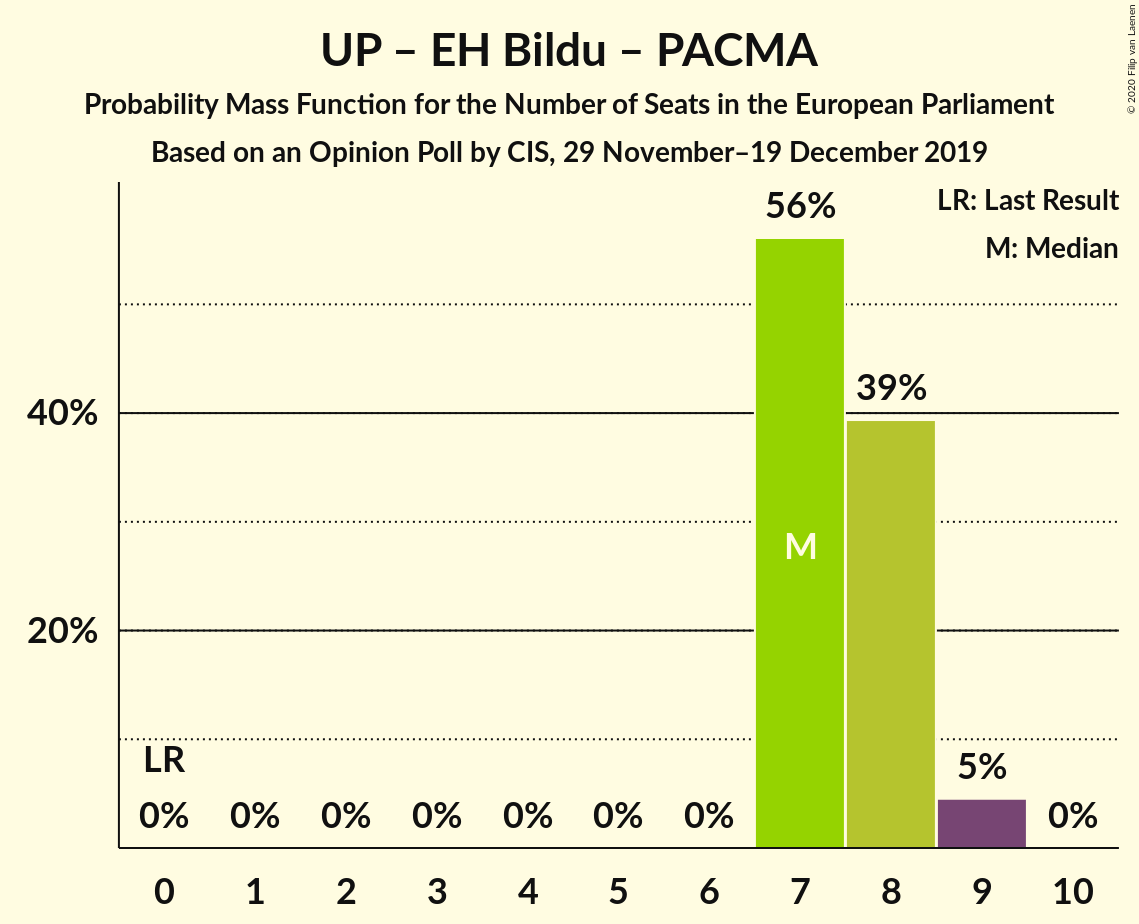 UP – EH Bildu – PACMA
Probability Mass Function for the Number of Seats in the European Parliament
Based on an Opinion Poll by CIS, 29 November–19 December 2019
© 2020 Filip van Laenen
LR: Last Result
M: Median
56%
39%
40%
M
20%
LR
5%
0% 0% 0% 0% 0% 0% 0% 0%
0 1 2 3 4 5 6 7 8 9 10